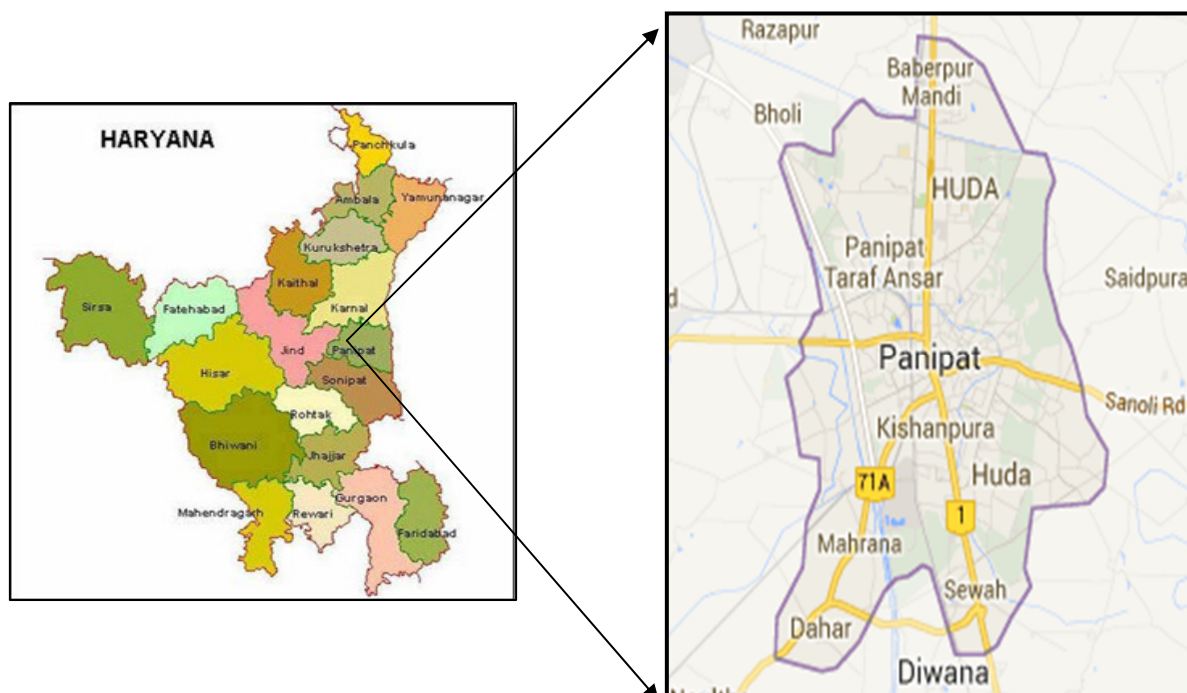 HARYANA
Panchkula
Ambala
Yamunanagar
Kurukshetra
Kaithal
Karnal
Sirsa
Fatehabad
Jind
Panipat
Hisar
Sonipat
Rohtak
Bhiwani
Jhajjar
Gurgaon
Mahendragarh
Rewari
Faridabad
Razapur
Baberpur
Mandi
Bholi
HUDA
Panipat
Taraf Ansar
Saidpura
Panipat
Sanoli Rd
Kishanpura
Huda
71A
1
Mahrana
Sewah
Dahar
Diwana